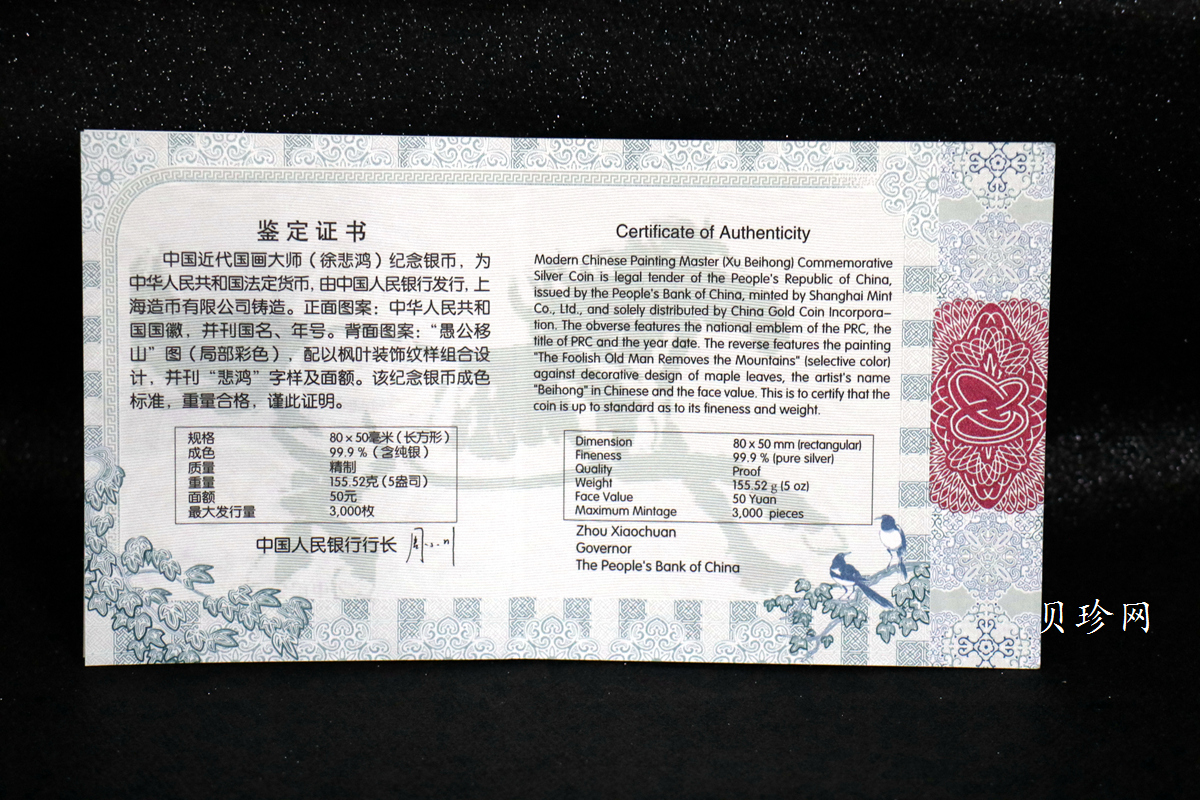 鉴定证书
中国近代国画大师（徐悲鸿）纪念银币，为
中华人民共和国法定货币，由中国人民银行发行，上
海造币有限公司铸造。正面图案：中华人民共和
国国徽，并刊国名、年号。背面图案：“愚公移
山”图（局部彩色），配以枫叶装饰纹样组合设
计，并刊“悲鸿”字样及面额。该纪念银币成色
标准，重量合格，谨此证明。
规格 80×50毫米（长方形）
成色 99.9％（含纯银）
质量 精制
重量 155.52克（5盎司）
面额 50元
最大发行量 3,000枚
中国人民银行行长
Certificate of Authenticity
Modern Chinese Painting Master (Xu Beihong) Commemorative
Silver Coin is legal tender of the People's Republic of China,
issued by the People's Bank of China, minted by Shanghai Mint
Co., Ltd., and solely distributed by China Gold Coin Incorpora-
tion. The obverse features the national emblem of the PRC, the
title of PRC and the year date. The reverse features the painting
"The Foolish Old Man Removes the Mountains" (selective color)
against decorative design of maple leaves, the artist's name
"Beihong" in Chinese and the face value. This is to certify that the
coin is up to standard as to its fineness and weight.
Dimension 80 x 50 mm (rectangular)
Fineness 99.9 % (pure silver)
Quality Proof
Weight 155.52 g (5 oz)
Face Value 50 Yuan
Maximum Mintage 3,000 pieces
Zhou Xiaochuan
Governor
The People's Bank of China
贝珍网